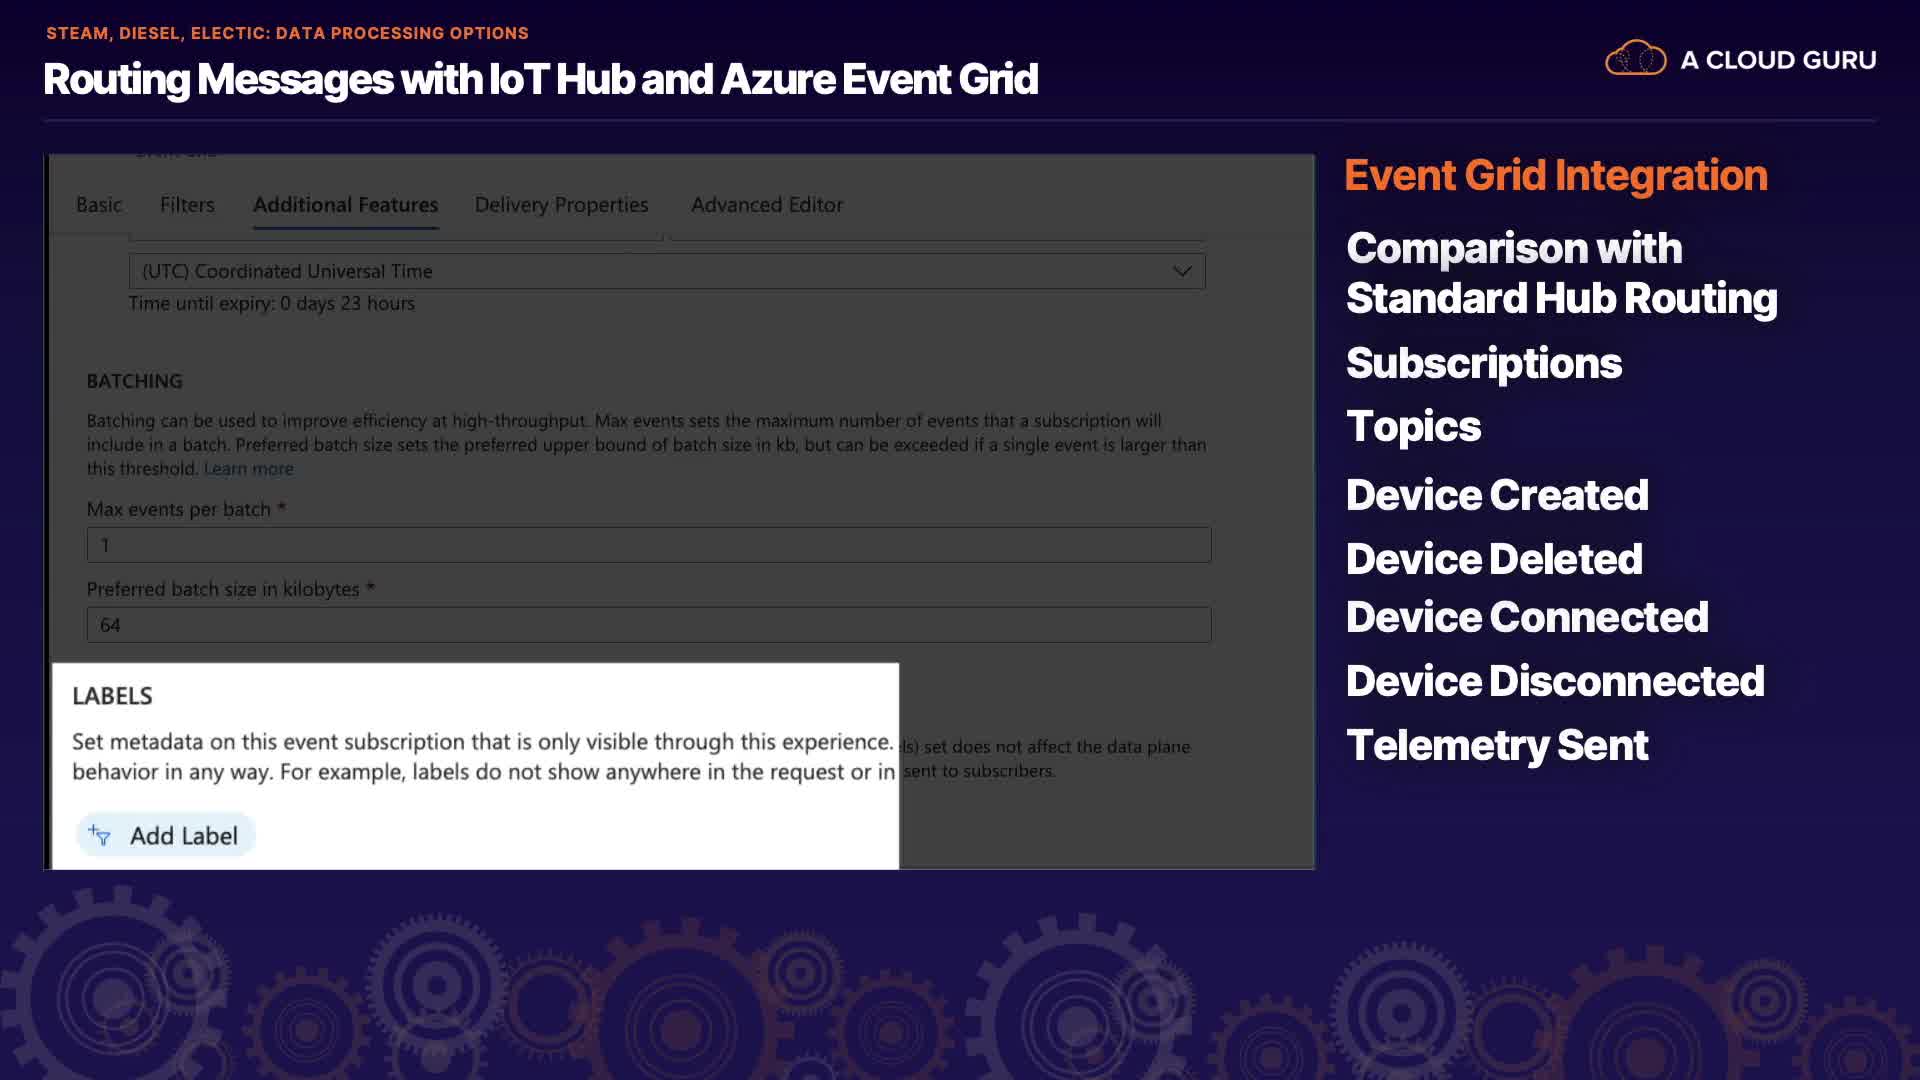 STEAM, DIESEL, ELECTIC: DATA PROCESSING OPTIONS
Routing Messages with IoT Hub and Azure Event Grid
A CLOUD GURU
Basic Filters Additional Features Delivery Properties Advanced Editor
(UTC) Coordinated Universal Time
Time until expiry: 0 days 23 hours
BATCHING
Batching can be used to improve efficiency at high-throughput. Max events sets the maximum number of events that a subscription will
include in a batch. Preferred batch size sets the preferred upper bound of batch size in kb, but can be exceeded if a single event is larger than
this threshold. Learn more
Max events per batch *
1
Preferred batch size in kilobytes *
64
LABELS
Set metadata on this event subscription that is only visible through this experience. ls) set does not affect the data plane
behavior in any way. For example, labels do not show anywhere in the request or in sent to subscribers.
Add Label
Event Grid Integration
Comparison with
Standard Hub Routing
Subscriptions
Topics
Device Created
Device Deleted
Device Connected
Device Disconnected
Telemetry Sent